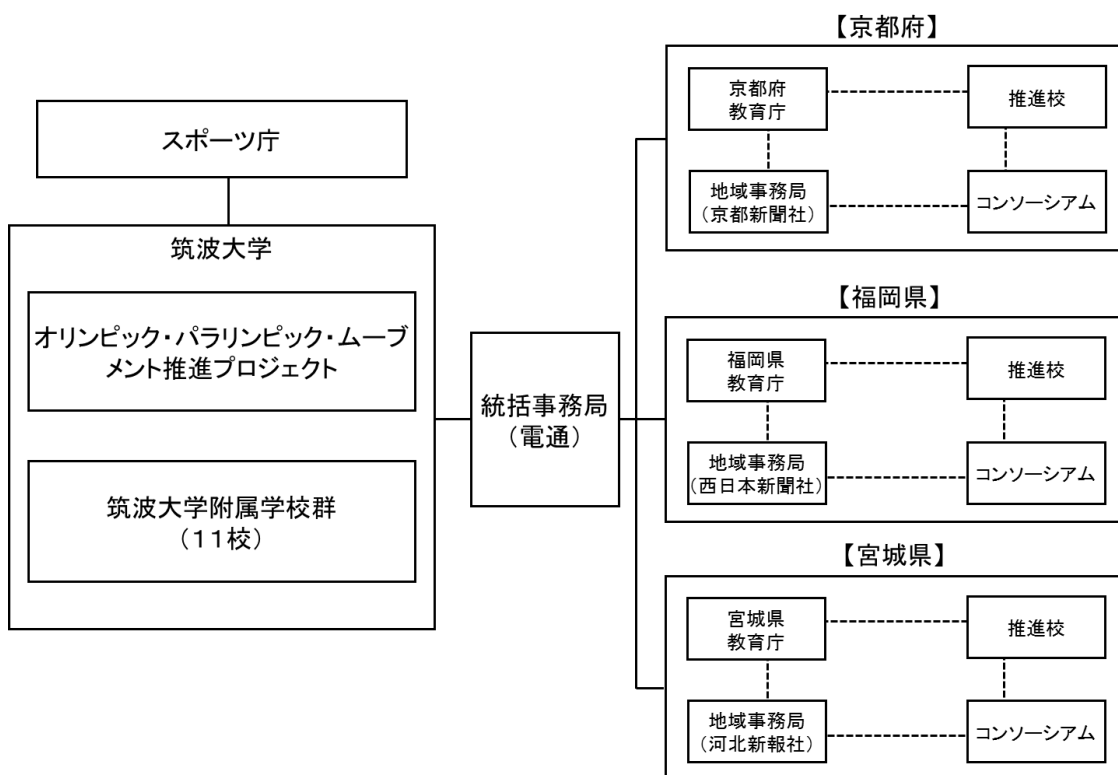 スポーツ庁
筑波大学
オリンピック・パラリンピック・ムーブ
メント推進プロジェクト
筑波大学附属学校群
（１１校）
統括事務局
（電通）
【京都府】
京都府
教育庁
推進校
地域事務局
（京都新聞社）
コンソーシアム
【福岡県】
福岡県
教育庁
推進校
地域事務局
（西日本新聞社）
コンソーシアム
【宮城県】
宮城県
教育庁
推進校
地域事務局
（河北新報社）
コンソーシアム